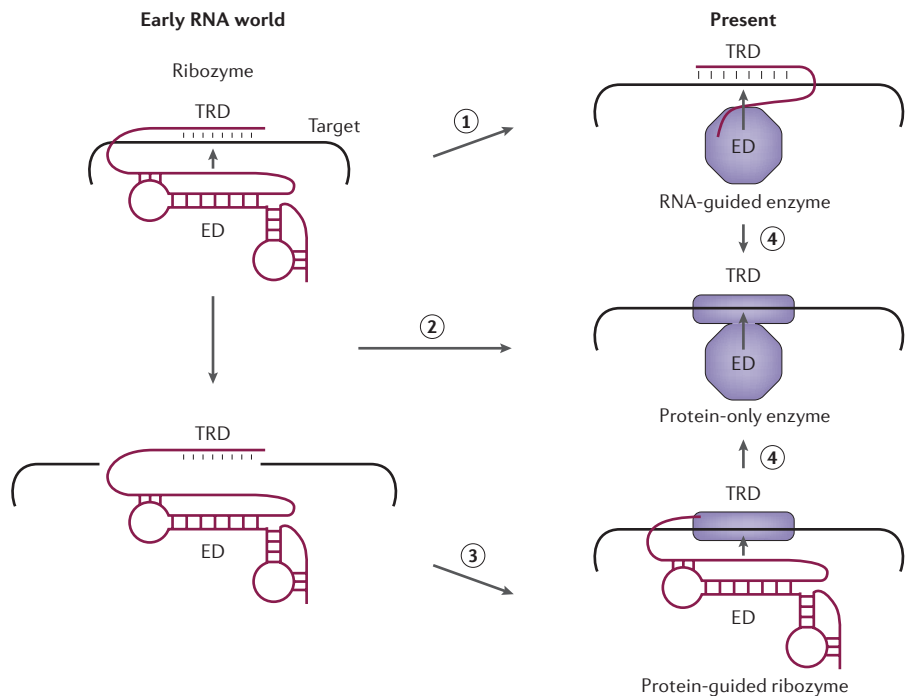 Early RNA world
Present
Ribozyme
TRD
Target
ED
①
TRD
ED
RNA-guided enzyme
④
②
TRD
ED
Protein-only enzyme
④
TRD
ED
③
TRD
ED
Protein-guided ribozyme